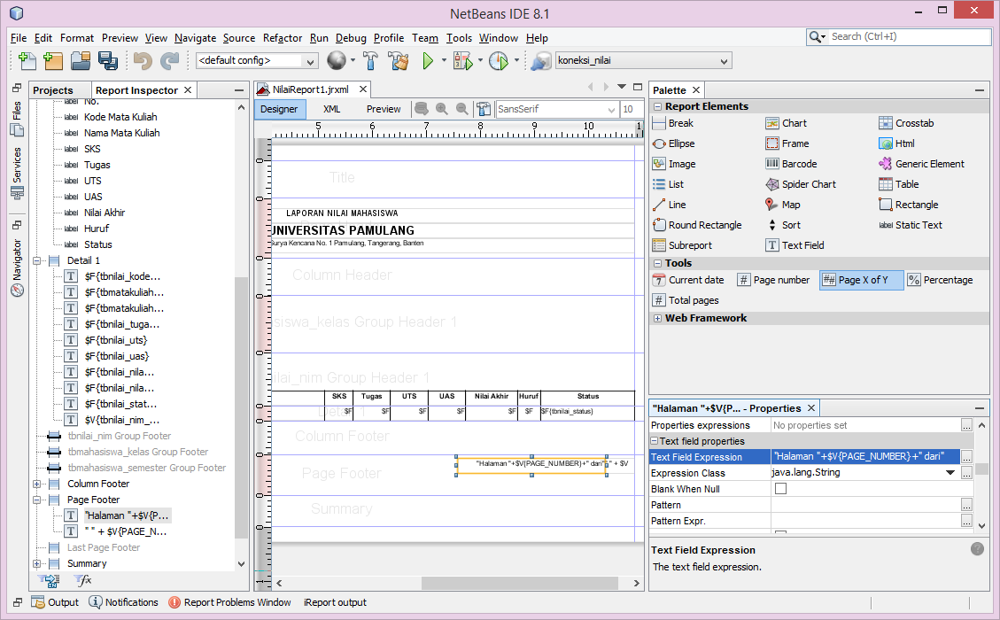 NetBeans IDE 8.1
File Edit Format Preview View Navigate Source Refactor Run Debug Profile Team Tools Window Help
Search (Ctrl+I)
<default config>
koneksi_nilai
Files
Services
Navigator
Projects
Report Inspector
label No.
label Kode Mata Kuliah
label Nama Mata Kuliah
label SKS
label Tugas
label UTS
label UAS
label Nilai Akhir
label Huruf
label Status
Detail 1
$F{tbnilai_kode...
$F{tbmatakuliah...
$F{tbmatakuliah...
$F{tbnilai_tuga...
$F{tbnilai_uts}
$F{tbnilai_uas}
$F{tbnilai_nila...
$F{tbnilai_nila...
$F{tbnilai_stat...
$V{tbnilai_nim_...
tbnilai_nim Group Footer
tbmahasiswa_kelas Group Footer
tbmahasiswa_semester Group Footer
Column Footer
Page Footer
"Halaman "+$V{P...
" " + $V{PAGE_N...
Last Page Footer
Summary
NilaiReport1.jrxml
Designer XML Preview
SansSerif
10
5 6 7 8 9 10 1
Title
LAPORAN NILAI MAHASISWA
UNIVERSITAS PAMULANG
Surya Kencana No. 1 Pamulang, Tangerang, Banten
Column Header
siswa_kelas Group Header 1
ilai_nim Group Header 1
SKS Tugas UTS UAS Nilai Akhir Huruf Status
$F $F $F $F $F $F $F{tbnilai_status}
Column Footer
"Halaman "+$V{PAGE_NUMBER}+" dari" " + $V
Page Footer
Summary
Palette
Report Elements
Break Chart Crosstab
Ellipse Frame Html
Image Barcode Generic Element
List Spider Chart Table
Line Map Rectangle
Round Rectangle Sort label Static Text
Subreport Text Field
Tools
Current date Page number Page X of Y Percentage
Total pages
Web Framework
"Halaman "+$V{P... - Properties
Properties expressions No properties set ...
Text field properties
Text Field Expression "Halaman "+$V{PAGE_NUMBER}+" dari" ...
Expression Class java.lang.String ...
Blank When Null
Pattern ...
Pattern Expr. ...
Text Field Expression
The text field expression.
Output Notifications Report Problems Window iReport output